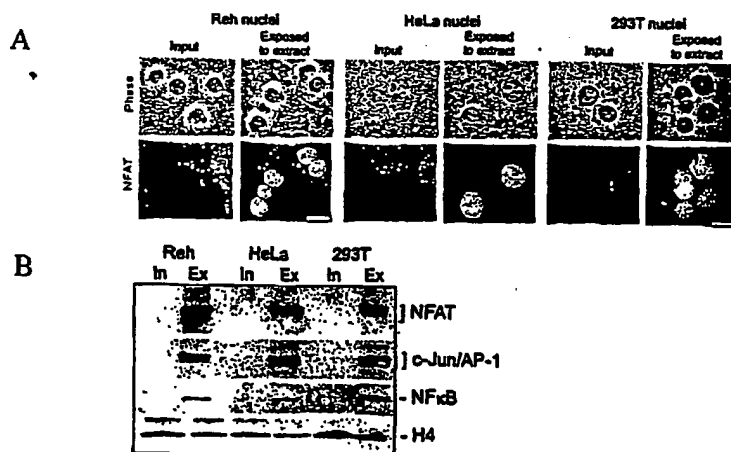 A
Reh nuclei HeLa nuclei 293T nuclei
Input Exposed to extract Input Exposed to extract Input Exposed to extract
Phase
NFAT
B
Reh HeLa 293T
In Ex In Ex In Ex
NFAT
c-Jun/AP-1
NFκB
H4